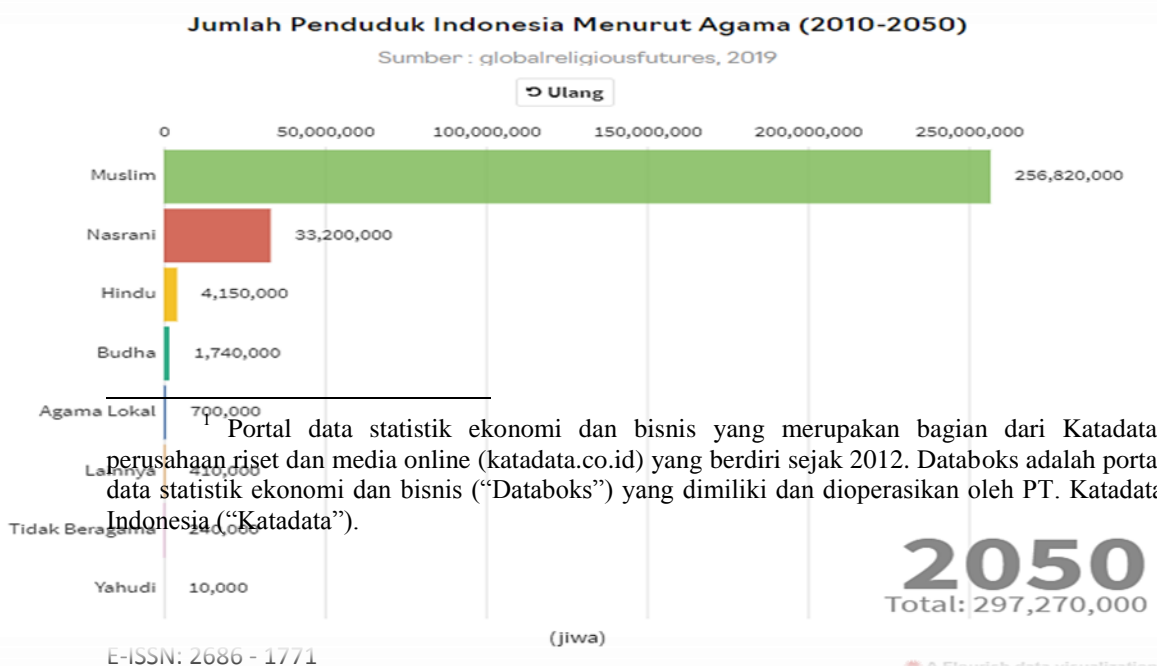 Jumlah Penduduk Indonesia Menurut Agama (2010-2050)
Sumber : globalreligiousfutures, 2019
Ulang
0 50,000,000 100,000,000 150,000,000 200,000,000 250,000,000
Muslim 256,820,000
Nasrani 33,200,000
Hindu 4,150,000
Budha 1,740,000
Agama Lokal 700,000
1 Portal data statistik ekonomi dan bisnis yang merupakan bagian dari Katadata
Lainnya 410,000
perusahaan riset dan media online (katadata.co.id) yang berdiri sejak 2012. Databoks adalah porta
data statistik ekonomi dan bisnis (“Databoks”) yang dimiliki dan dioperasikan oleh PT. Katadata
Tidak Beragama 240,000
Indonesia (“Katadata”).
2050
Yahudi 10,000
Total: 297,270,000
(jiwa)
E-ISSN: 2686 - 1771